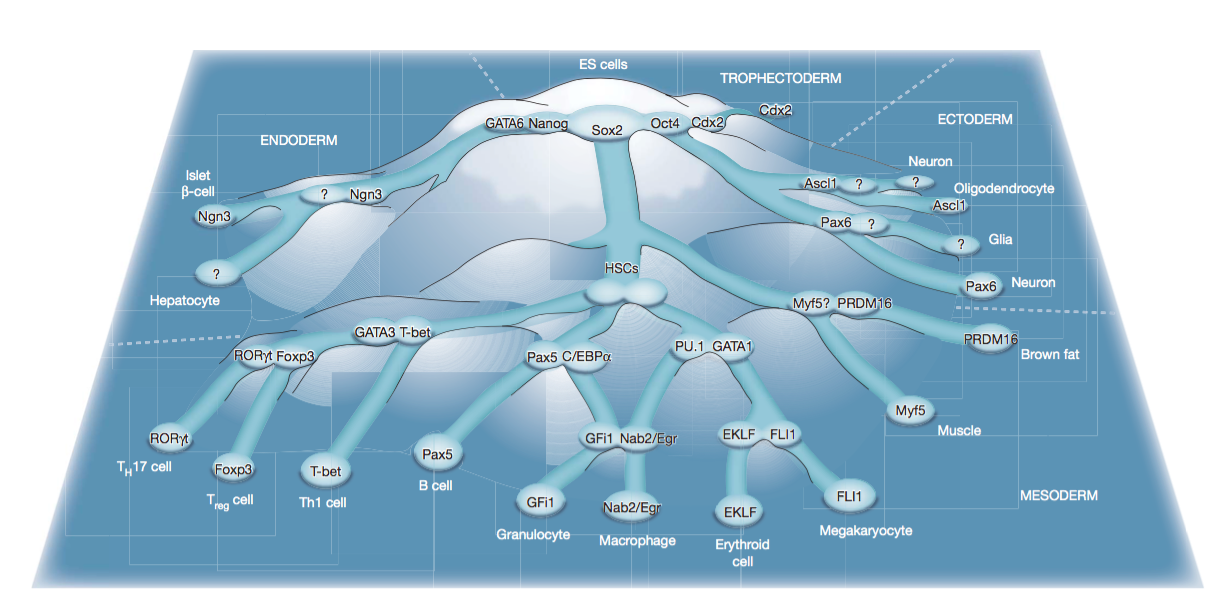 ES cells
TROPHECTODERM
Cdx2
GATA6 Nanog Sox2 Oct4 Cdx2
ECTODERM
ENDODERM
Neuron
Islet
β-cell
? Ngn3
Ascl1 ? ?
Oligodendrocyte
Ngn3
Ascl1
Pax6 ?
Glia
?
?
Hepatocyte
HSCs
Pax6
Neuron
Myf5? PRDM16
GATA3 T-bet
PRDM16
Brown fat
RORγt Foxp3
Pax5 C/EBPα
PU.1 GATA1
Myf5
Muscle
RORγt
TH17 cell
GFi1 Nab2/Egr
EKLF FLI1
Foxp3
Treg cell
T-bet
Th1 cell
Pax5
B cell
GFi1
Granulocyte
Nab2/Egr
Macrophage
EKLF
Erythroid
cell
FLI1
Megakaryocyte
MESODERM